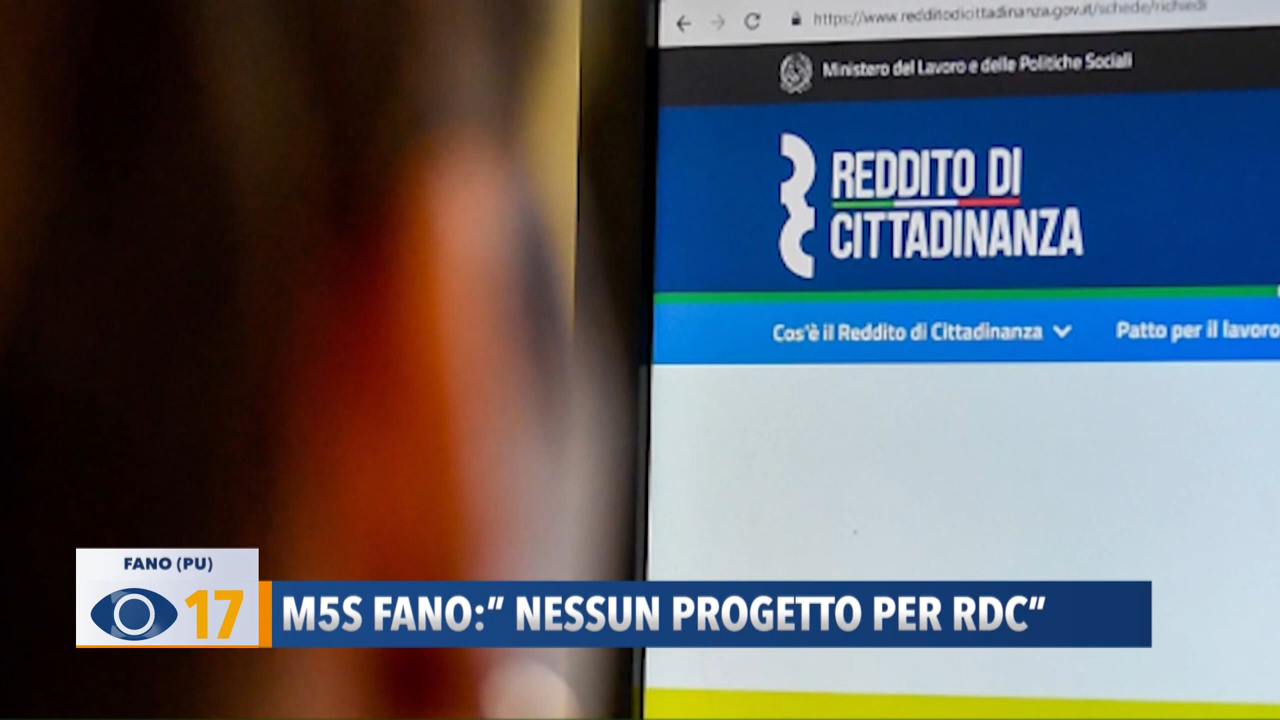 https://www.redditodicittadinanza.gov.it/schede/richiedi
Ministero del Lavoro e delle Politiche Sociali
REDDITO DI
CITTADINANZA
Cos'è il Reddito di Cittadinanza
Patto per il lavoro
FANO (PU)
17
M5S FANO:” NESSUN PROGETTO PER RDC”